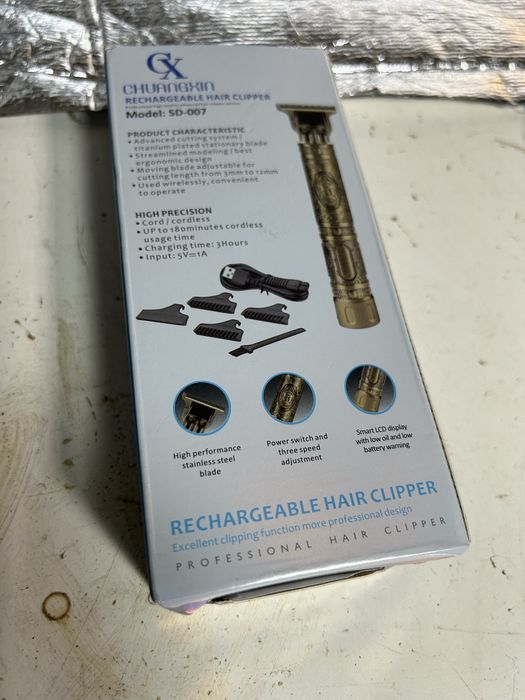 CX
CHUANGXIN
RECHARGEABLE HAIR CLIPPER
Model: SD-007
PRODUCT CHARACTERISTIC
• Advanced cutting system /
titanium plated stationary blade
• Streamlined modeling / best
ergonomic design
• Moving blade adjustable for
cutting length from 3mm to 12mm
• Used wirelessly, convenient
to operate
HIGH PRECISION
• Cord / cordless
• UP to 180minutes cordless
usage time
• Charging time: 3Hours
• Input: 5V⎓1A
High performance
stainless steel
blade
Power switch and
three speed
adjustment
Smart LCD display
with low oil and low
battery warning
RECHARGEABLE HAIR CLIPPER
Excellent clipping function more professional design
PROFESSIONAL HAIR CLIPPER